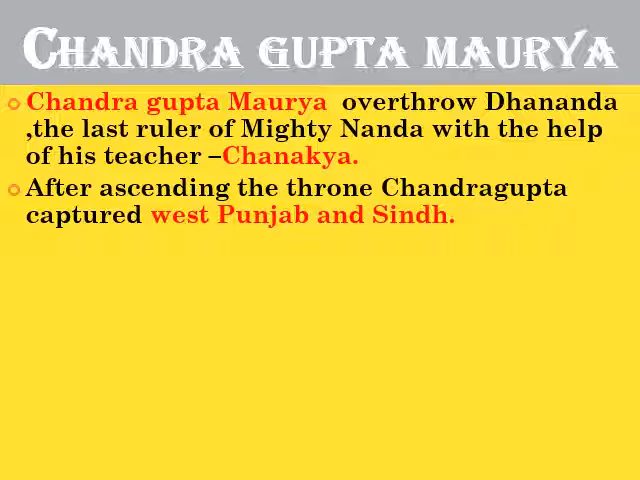 Chandra gupta Maurya
Chandra gupta Maurya overthrow Dhananda
,the last ruler of Mighty Nanda with the help
of his teacher –Chanakya.
After ascending the throne Chandragupta
captured west Punjab and Sindh.